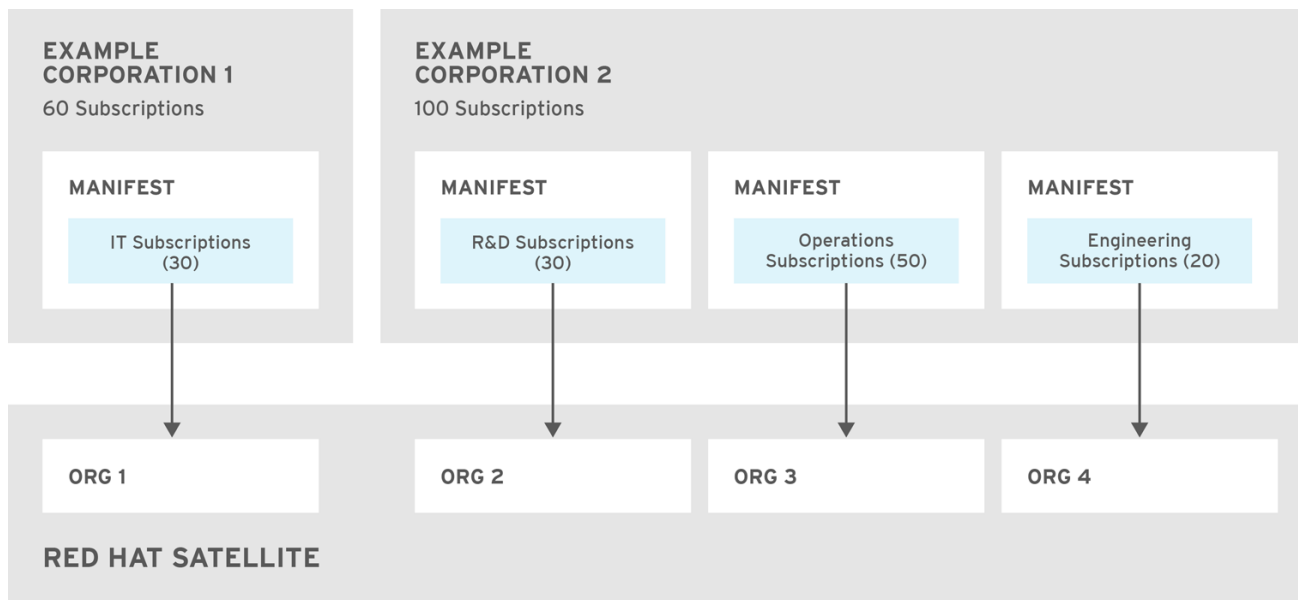 EXAMPLE
CORPORATION 1
60 Subscriptions
MANIFEST
IT Subscriptions
(30)
EXAMPLE
CORPORATION 2
100 Subscriptions
MANIFEST
R&D Subscriptions
(30)
MANIFEST
Operations
Subscriptions (50)
MANIFEST
Engineering
Subscriptions (20)
ORG 1
ORG 2
ORG 3
ORG 4
RED HAT SATELLITE